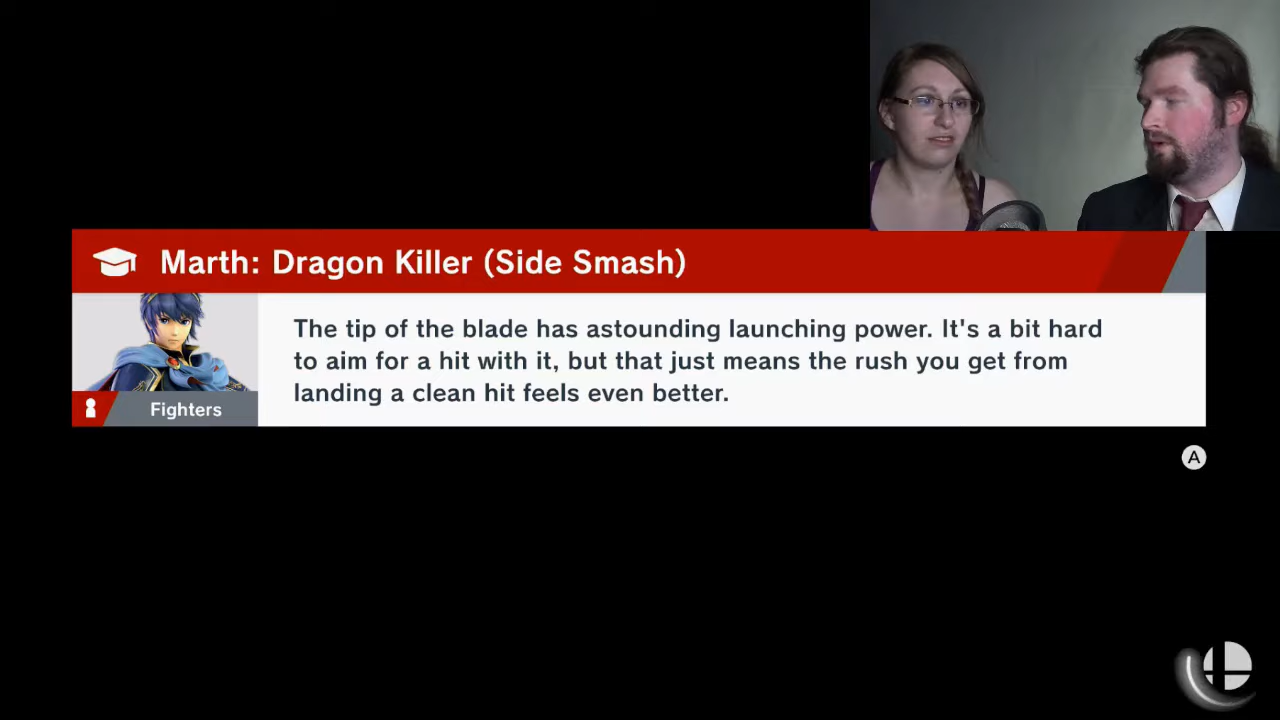 Marth: Dragon Killer (Side Smash)
The tip of the blade has astounding launching power. It's a bit hard
to aim for a hit with it, but that just means the rush you get from
landing a clean hit feels even better.
Fighters
A